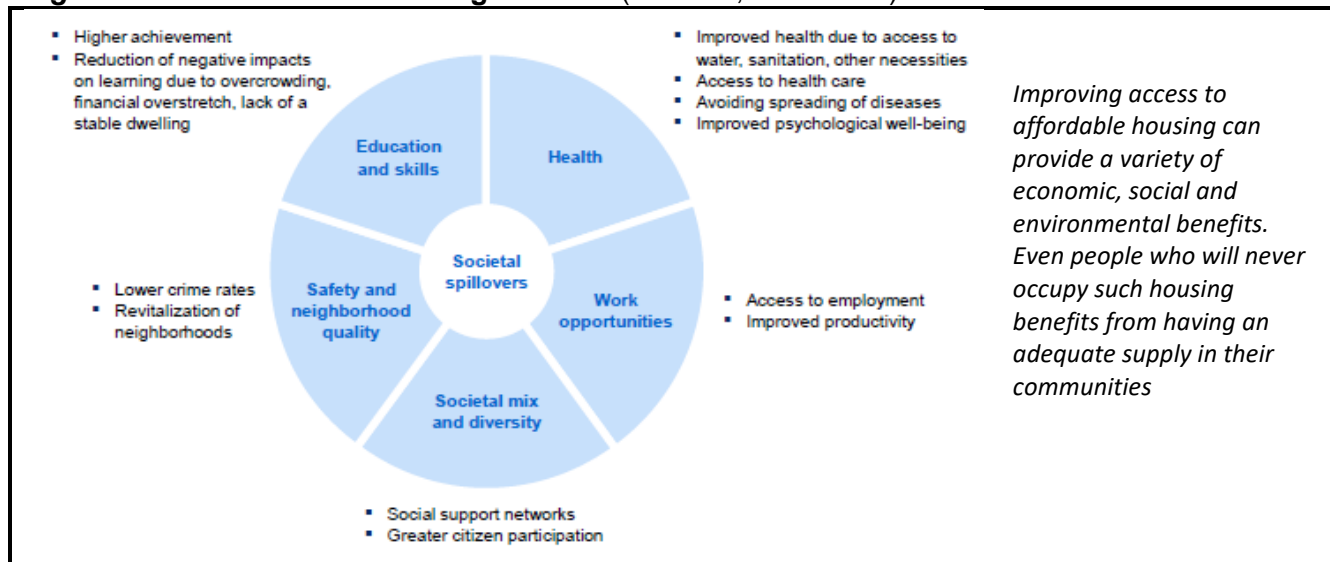 ▪ Higher achievement
▪ Reduction of negative impacts
on learning due to overcrowding,
financial overstretch, lack of a
stable dwelling
▪ Improved health due to access to
water, sanitation, other necessities
▪ Access to health care
▪ Avoiding spreading of diseases
▪ Improved psychological well-being
Improving access to
affordable housing can
provide a variety of
economic, social and
environmental benefits.
Even people who will never
occupy such housing
benefits from having an
adequate supply in their
communities
Education
and skills
Health
Societal
spillovers
Safety and
neighborhood
quality
Work
opportunities
▪ Lower crime rates
▪ Revitalization of
neighborhoods
▪ Access to employment
▪ Improved productivity
Societal mix
and diversity
▪ Social support networks
▪ Greater citizen participation